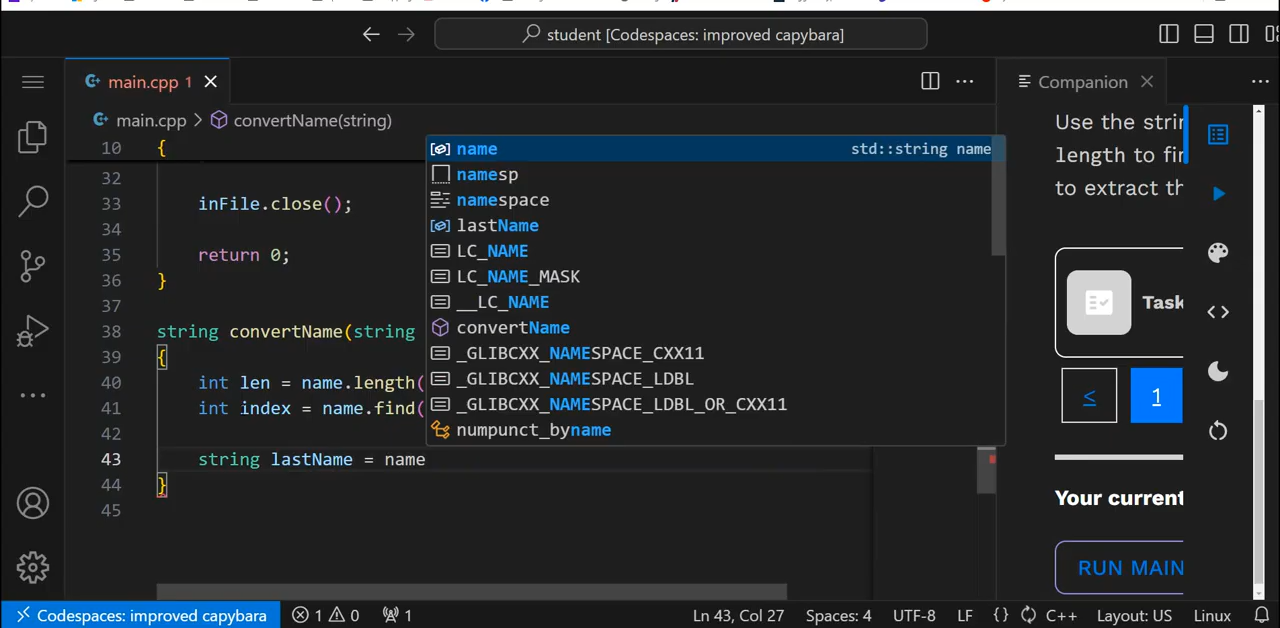 student [Codespaces: improved capybara]
main.cpp 1
Companion
main.cpp > convertName(string)
10 {
32
33 inFile.close();
34
35 return 0;
36 }
37
38 string convertName(string
39 {
40 int len = name.length(
41 int index = name.find(
42
43 string lastName = name
44 }
45
name std::string name
namesp
namespace
lastName
LC_NAME
LC_NAME_MASK
__LC_NAME
convertName
_GLIBCXX_NAMESPACE_CXX11
_GLIBCXX_NAMESPACE_LDBL
_GLIBCXX_NAMESPACE_LDBL_OR_CXX11
numpunct_byname
Use the
length to
to extract
Task
≤ 1
Your current
RUN MAIN
Codespaces: improved capybara 1 0 1 Ln 43, Col 27 Spaces: 4 UTF-8 LF {} C++ Layout: US Linux